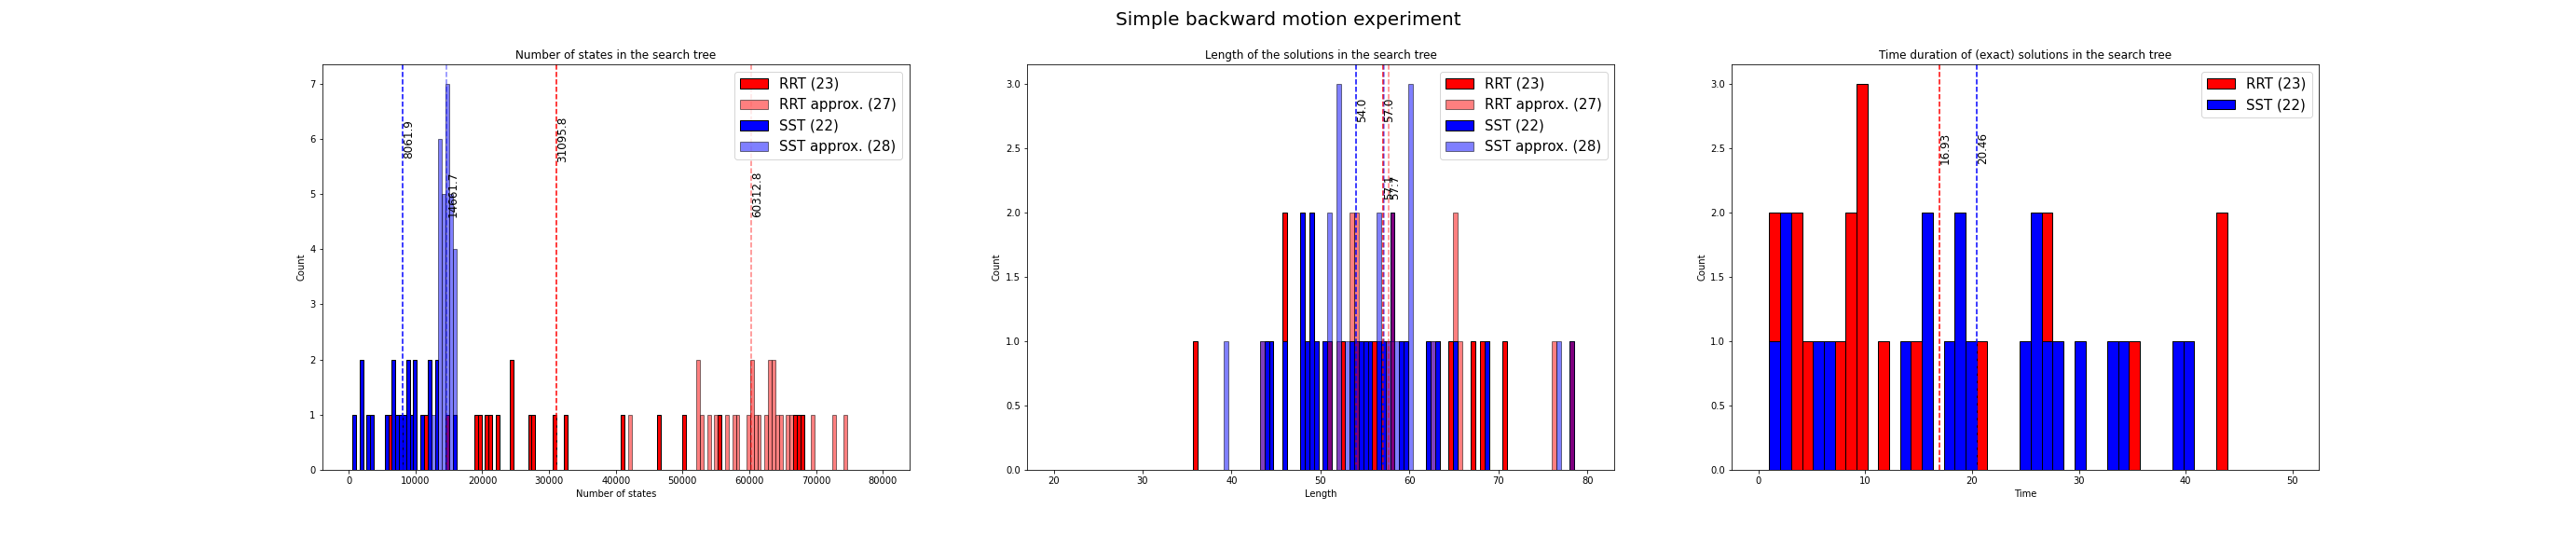 Simple backward motion experiment
Number of states in the search tree
7
6
5
4
3
2
1
0
Count
0
10000
20000
30000
40000
50000
60000
70000
80000
Number of states
8061.9
14661.7
31095.8
60312.8
RRT (23)
RRT approx. (27)
SST (22)
SST approx. (28)
Length of the solutions in the search tree
3.0
2.5
2.0
1.5
1.0
0.5
0.0
Count
20
30
40
50
60
70
80
Length
54.0
57.0
57.1
57.7
RRT (23)
RRT approx. (27)
SST (22)
SST approx. (28)
Time duration of (exact) solutions in the search tree
3.0
2.5
2.0
1.5
1.0
0.5
0.0
Count
0
10
20
30
40
50
Time
16.93
20.46
RRT (23)
SST (22)